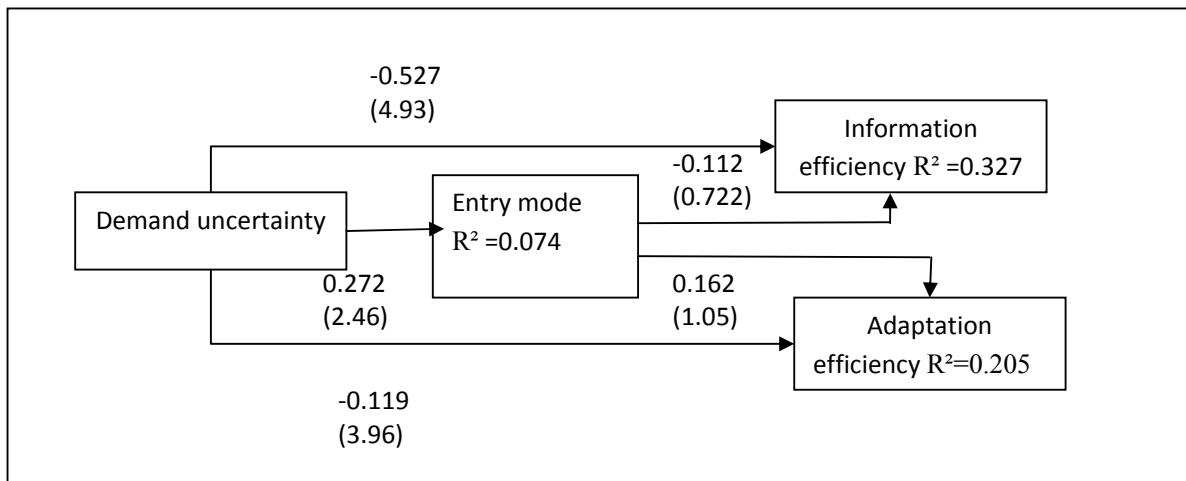 -0.527
(4.93)
Information
efficiency R² =0.327
-0.112
(0.722)
Demand uncertainty
Entry mode
R² =0.074
0.272
(2.46)
0.162
(1.05)
Adaptation
efficiency R²=0.205
-0.119
(3.96)